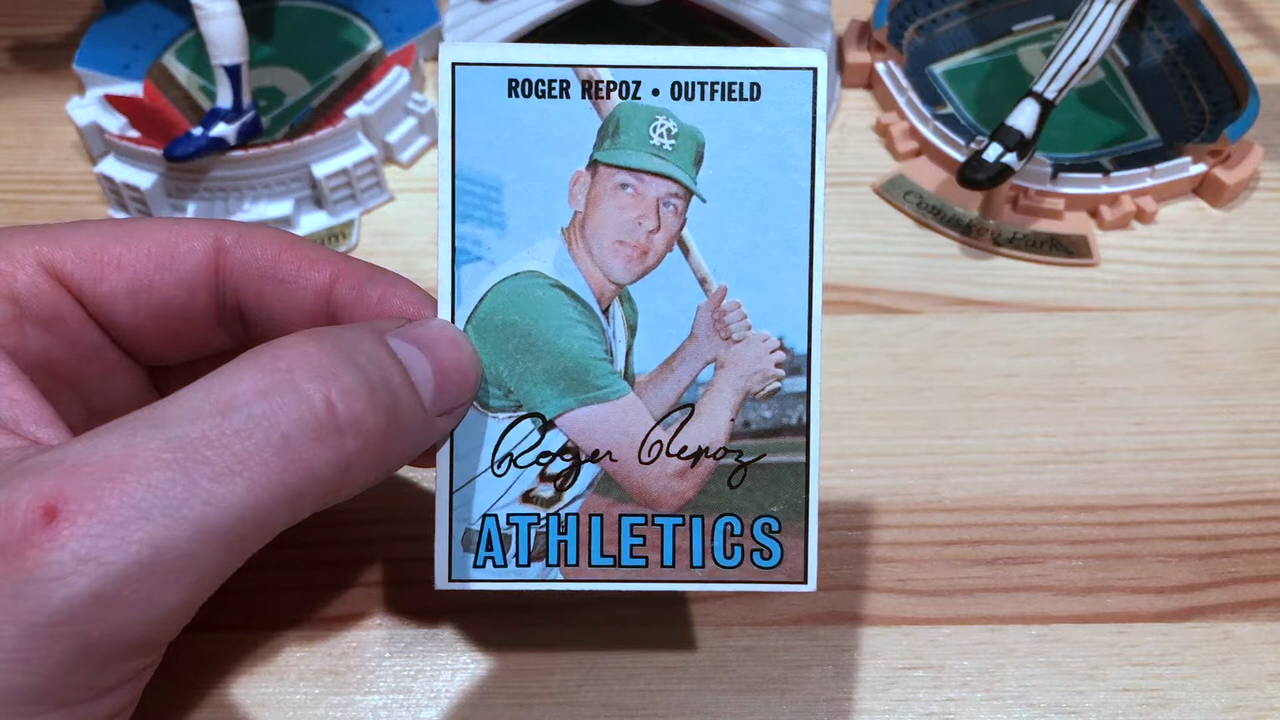 ROGER REPOZ • OUTFIELD
KC
Roger Repoz
ATHLETICS
Comiskey Park